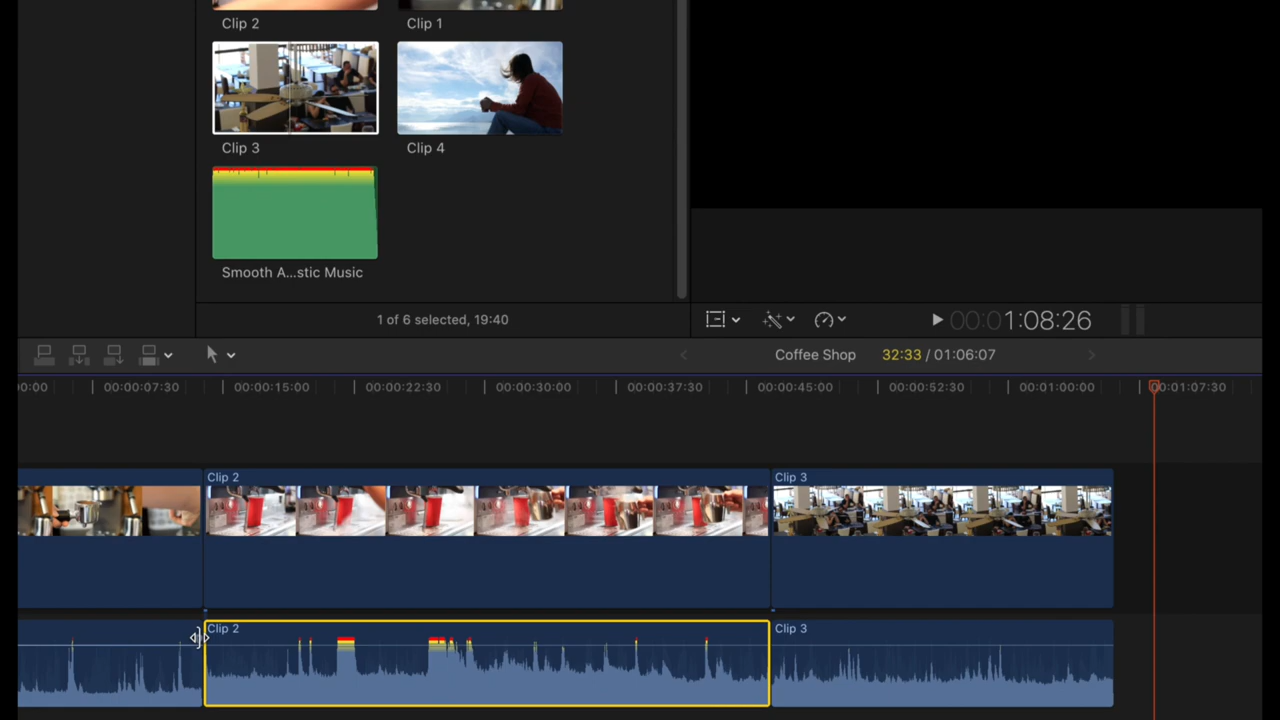 Clip 2
Clip 1
Clip 3
Clip 4
Smooth A...stic Music
1 of 6 selected, 19:40
00:001:08:26
Coffee Shop
32:33 / 01:06:07
00:00
00:00:07:30
00:00:15:00
00:00:22:30
00:00:30:00
00:00:37:30
00:00:45:00
00:00:52:30
00:01:00:00
00:01:07:30
Clip 2
Clip 3
Clip 2
Clip 3